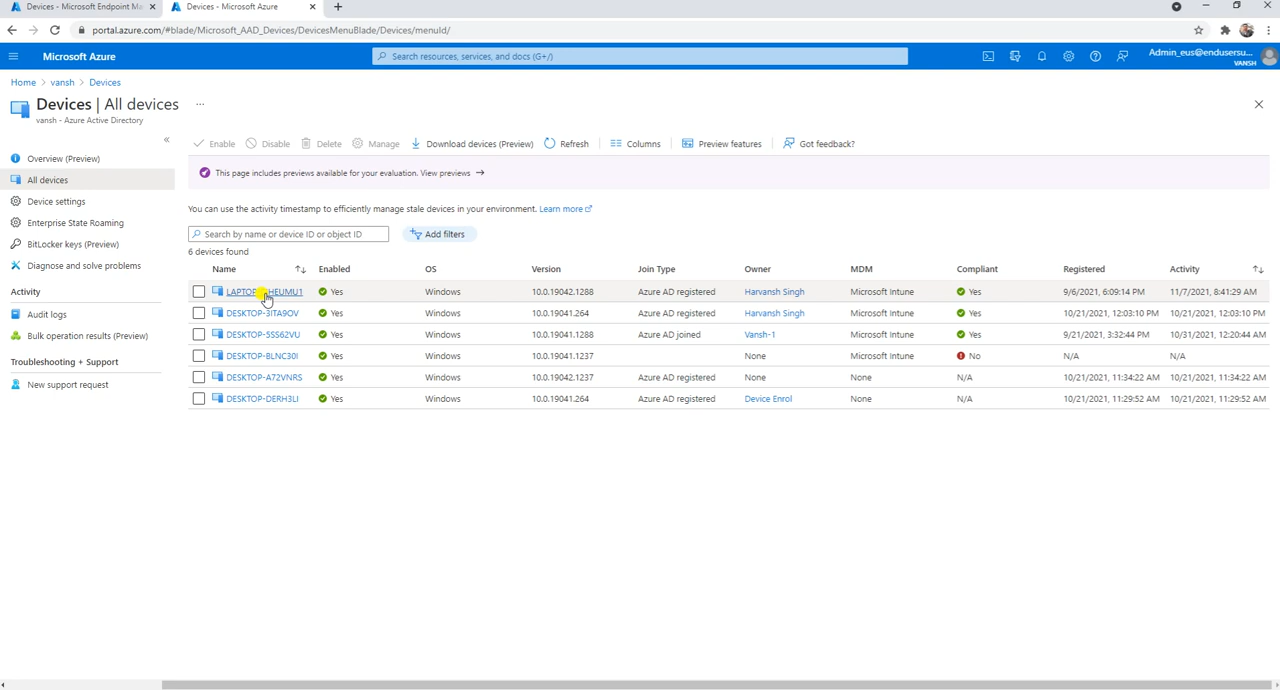 Devices - Microsoft Endpoint Ma
Devices - Microsoft Azure
portal.azure.com/#blade/Microsoft_AAD_Devices/DevicesMenuBlade/Devices/menuId/
Microsoft Azure
Search resources, services, and docs (G+/)
Admin_eus@endusersu...
VANSH
Home > vansh > Devices
Devices | All devices ...
vansh - Azure Active Directory
Enable Disable Delete Manage Download devices (Preview) Refresh Columns Preview features Got feedback?
Overview (Preview)
All devices
Device settings
Enterprise State Roaming
BitLocker keys (Preview)
Diagnose and solve problems
Activity
Audit logs
Bulk operation results (Preview)
Troubleshooting + Support
New support request
This page includes previews available for your evaluation. View previews →
You can use the activity timestamp to efficiently manage stale devices in your environment. Learn more
Search by name or device ID or object ID
Add filters
6 devices found
Name Enabled OS Version Join Type Owner MDM Compliant Registered Activity
Yes Windows 10.0.19042.1288 Azure AD registered Harvansh Singh Microsoft Intune Yes 9/6/2021, 6:09:14 PM 11/7/2021, 8:41:29 AM
DESKTOP-3ITA9OV Yes Windows 10.0.19041.264 Azure AD registered Harvansh Singh Microsoft Intune Yes 10/21/2021, 12:03:10 PM 10/21/2021, 12:03:10 PM
DESKTOP-5SS62VU Yes Windows 10.0.19041.1288 Azure AD joined Vansh-1 Microsoft Intune Yes 9/21/2021, 3:32:44 PM 10/31/2021, 12:20:44 AM
DESKTOP-BLNC30I Yes Windows 10.0.19041.1237 None Microsoft Intune No N/A N/A
DESKTOP-A72VNRS Yes Windows 10.0.19042.1237 Azure AD registered None None N/A 10/21/2021, 11:34:22 AM 10/21/2021, 11:34:22 AM
DESKTOP-DERH3LI Yes Windows 10.0.19041.264 Azure AD registered Device Enrol None N/A 10/21/2021, 11:29:52 AM 10/21/2021, 11:29:52 AM